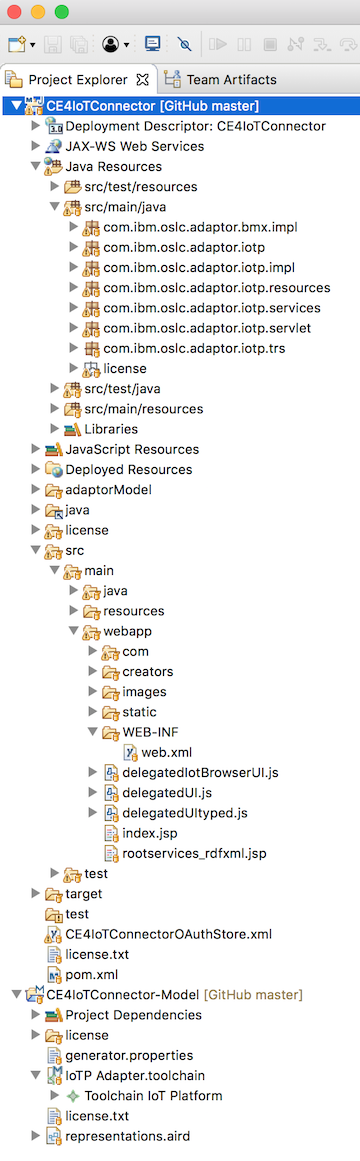 Project Explorer
Team Artifacts
CE4IoTConnector [GitHub master]
Deployment Descriptor: CE4IoTConnector
JAX-WS Web Services
Java Resources
src/test/resources
src/main/java
com.ibm.oslc.adaptor.bmx.impl
com.ibm.oslc.adaptor.iotp
com.ibm.oslc.adaptor.iotp.impl
com.ibm.oslc.adaptor.iotp.resources
com.ibm.oslc.adaptor.iotp.services
com.ibm.oslc.adaptor.iotp.servlet
com.ibm.oslc.adaptor.iotp.trs
license
src/test/java
src/main/resources
Libraries
JavaScript Resources
Deployed Resources
adaptorModel
java
license
src
main
java
resources
webapp
com
creators
images
static
WEB-INF
web.xml
delegatedIotBrowserUI.js
delegatedUI.js
delegatedUItyped.js
index.jsp
rootservices_rdfxml.jsp
test
target
test
CE4IoTConnectorOAuthStore.xml
license.txt
pom.xml
CE4IoTConnector-Model [GitHub master]
Project Dependencies
license
generator.properties
IoTP Adapter.toolchain
Toolchain IoT Platform
license.txt
representations.aird